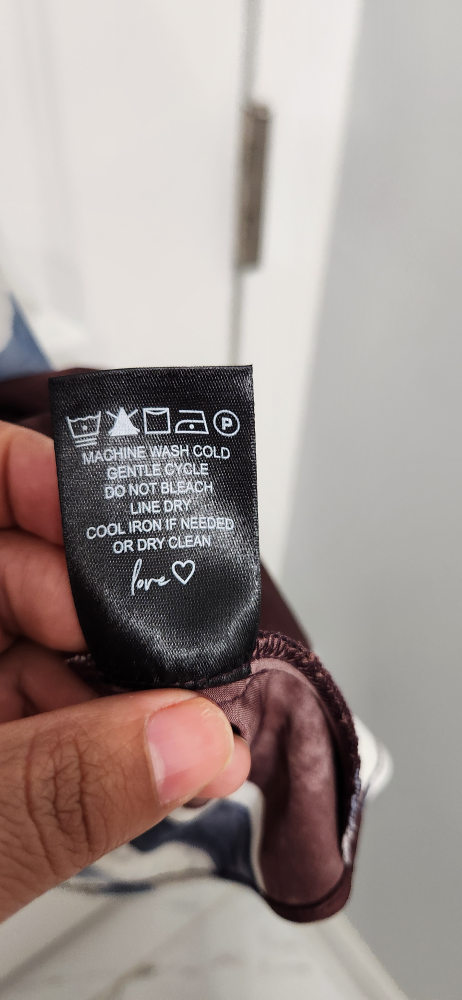 P
MACHINE WASH COLD
GENTLE CYCLE
DO NOT BLEACH
LINE DRY
COOL IRON IF NEEDED
OR DRY CLEAN
love♡